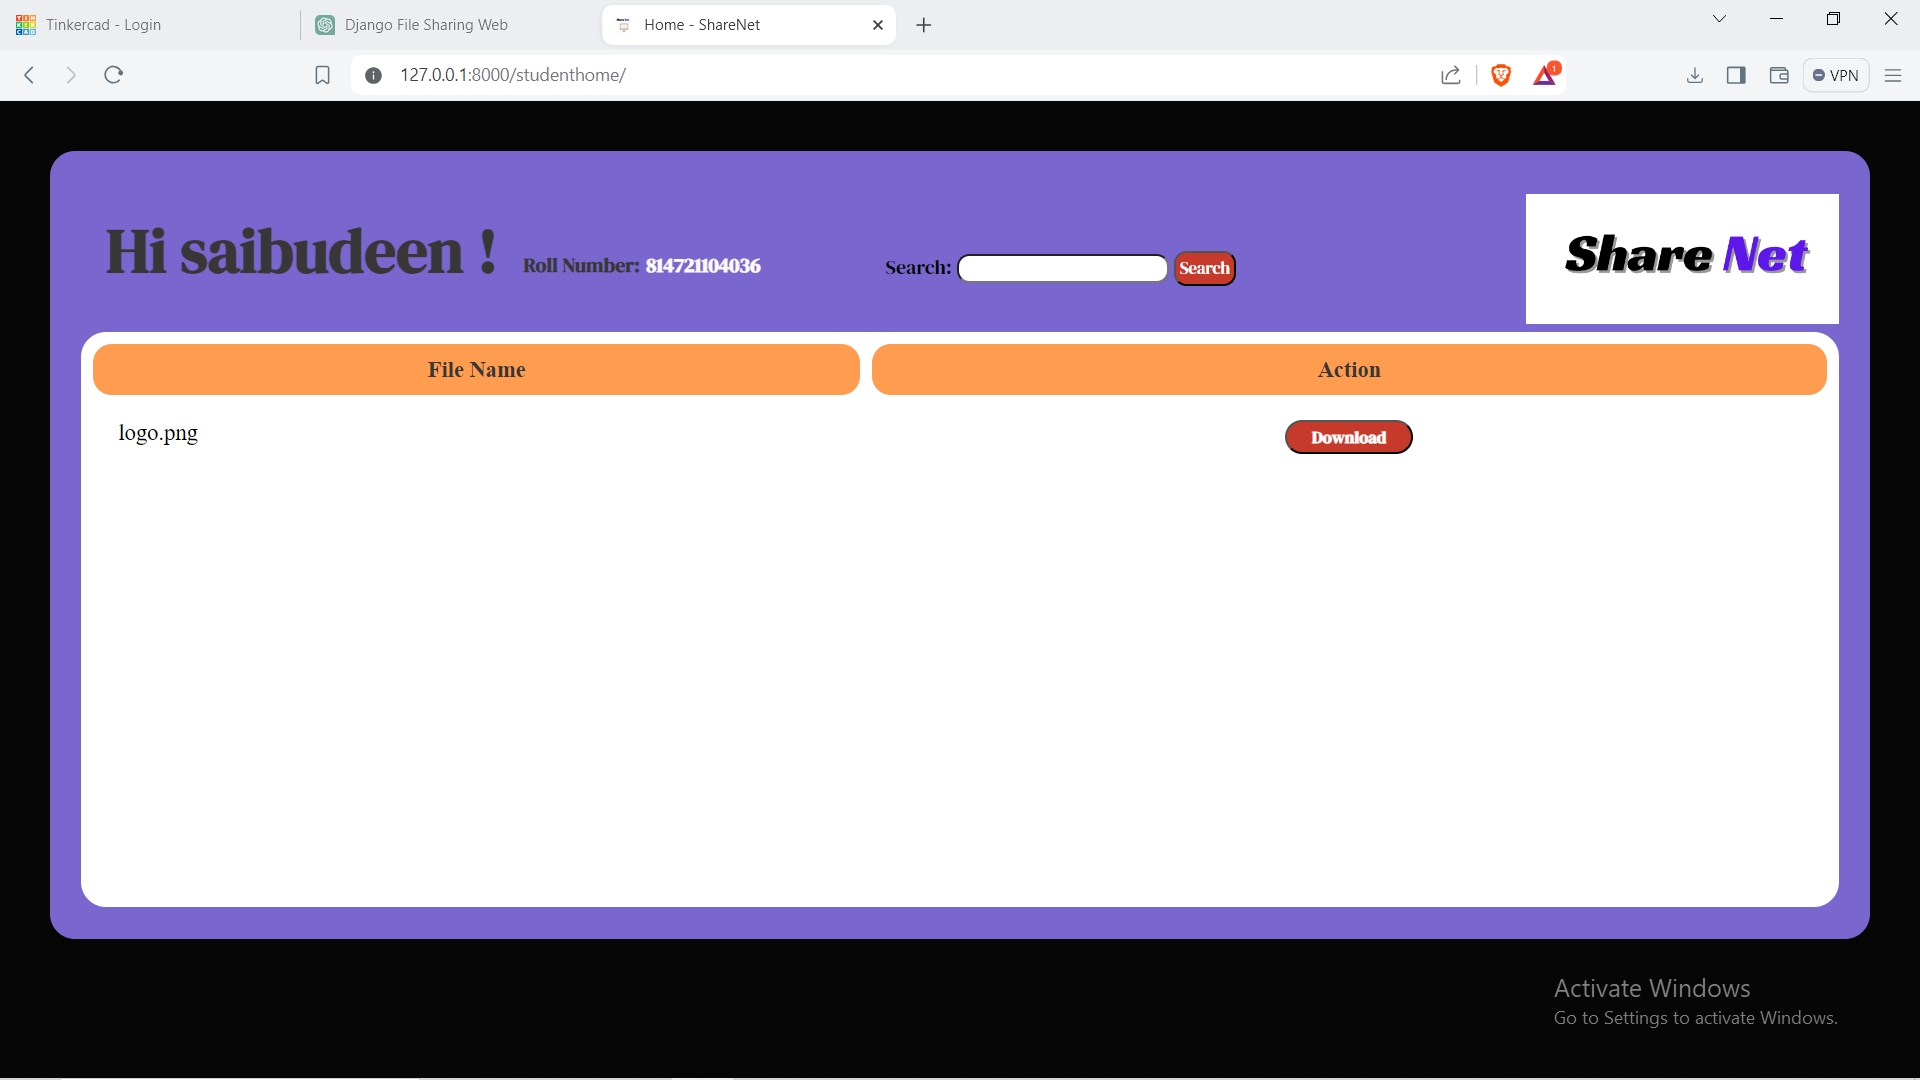 Tinkercad - Login
Django File Sharing Web
Home - ShareNet
127.0.0.1:8000/studenthome/
1
VPN
Hi saibudeen !
Roll Number: 814721104036
Search:
Search
Share Net
File Name
Action
logo.png
Download
Activate Windows
Go to Settings to activate Windows.